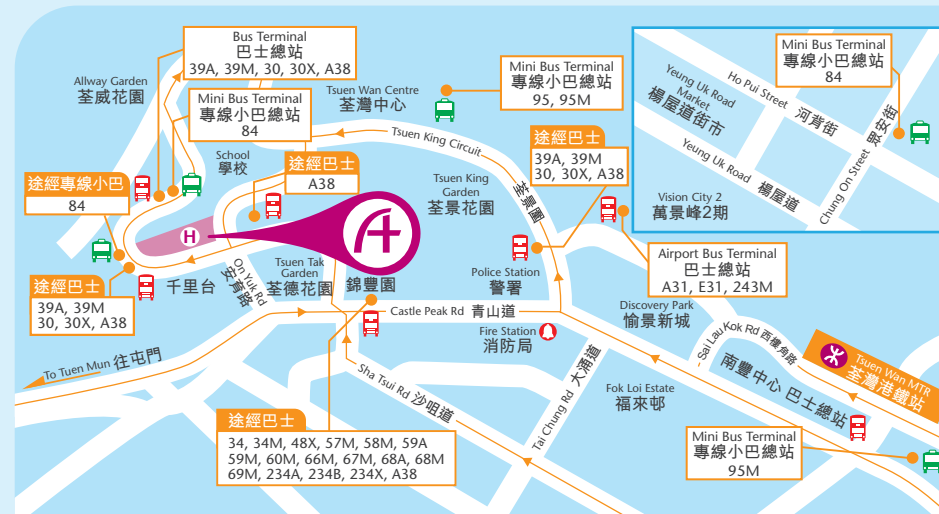 Bus Terminal
巴士總站
39A, 39M, 30, 30X, A38
Allway Garden
荃威花園
Mini Bus Terminal
專線小巴總站
84
School
學校
途經巴士
A38
途經專線小巴
84
H
途經巴士
39A, 39M
30, 30X, A38
千里台
On Yuk Rd
安育路
Tsuen Tak
Garden
荃德花園
錦豐園
Tsuen Wan Centre
荃灣中心
Mini Bus Terminal
專線小巴總站
95, 95M
Tsuen King Circuit
荃景圍
Tsuen King
Garden
荃景花園
途經巴士
39A, 39M
30, 30X, A38
Police Station
警署
Castle Peak Rd 青山道
Fire Station
消防局
To Tuen Mun 往屯門
Sha Tsui Rd 沙咀道
Tai Chung Rd 大涌道
途經巴士
34, 34M, 48X, 57M, 58M, 59A
59M, 60M, 66M, 67M, 68A, 68M
69M, 234A, 234B, 234X, A38
Mini Bus Terminal
專線小巴總站
84
Yeung Uk Road
Market
楊屋道街市
Ho Pui Street 河背街
Yeung Uk Road 楊屋道
Chung On Street 眾安街
Vision City 2
萬景峰2期
Airport Bus Terminal
巴士總站
A31, E31, 243M
Discovery Park
愉景新城
Sai Lau Kok Rd 西樓角路
Tsuen Wan MTR
荃灣港鐵站
南豐中心 巴士總站
Fok Loi Estate
福來邨
Mini Bus Terminal
專線小巴總站
95M